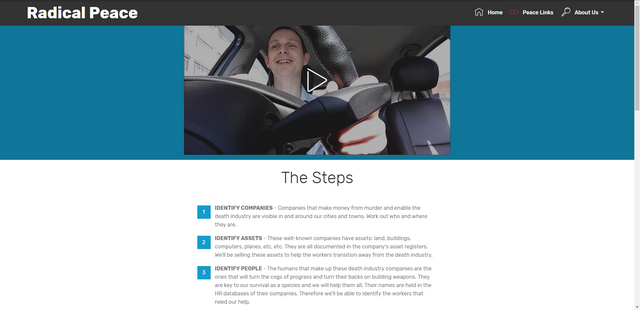 Radical Peace
Home
Peace Links
About Us
The Steps
1
IDENTIFY COMPANIES - Companies that make money from murder and enable the
death industry are visible in and around our cities and towns. Work out who and where
they are.
2
IDENTIFY ASSETS - These well-known companies have assets: land, buildings,
computers, planes, etc, etc. They are all documented in the company's asset registers.
We'll be selling these assets to help the workers transition away from the death industry.
3
IDENTIFY PEOPLE - The humans that make up these death industry companies are the
ones that will turn the cogs of progress and turn their backs on building weapons. They
are key to our survival as a species and we will help them all. Their names are held in the
HR databases of their companies. Therefore we'll be able to identify the workers that
need our help.